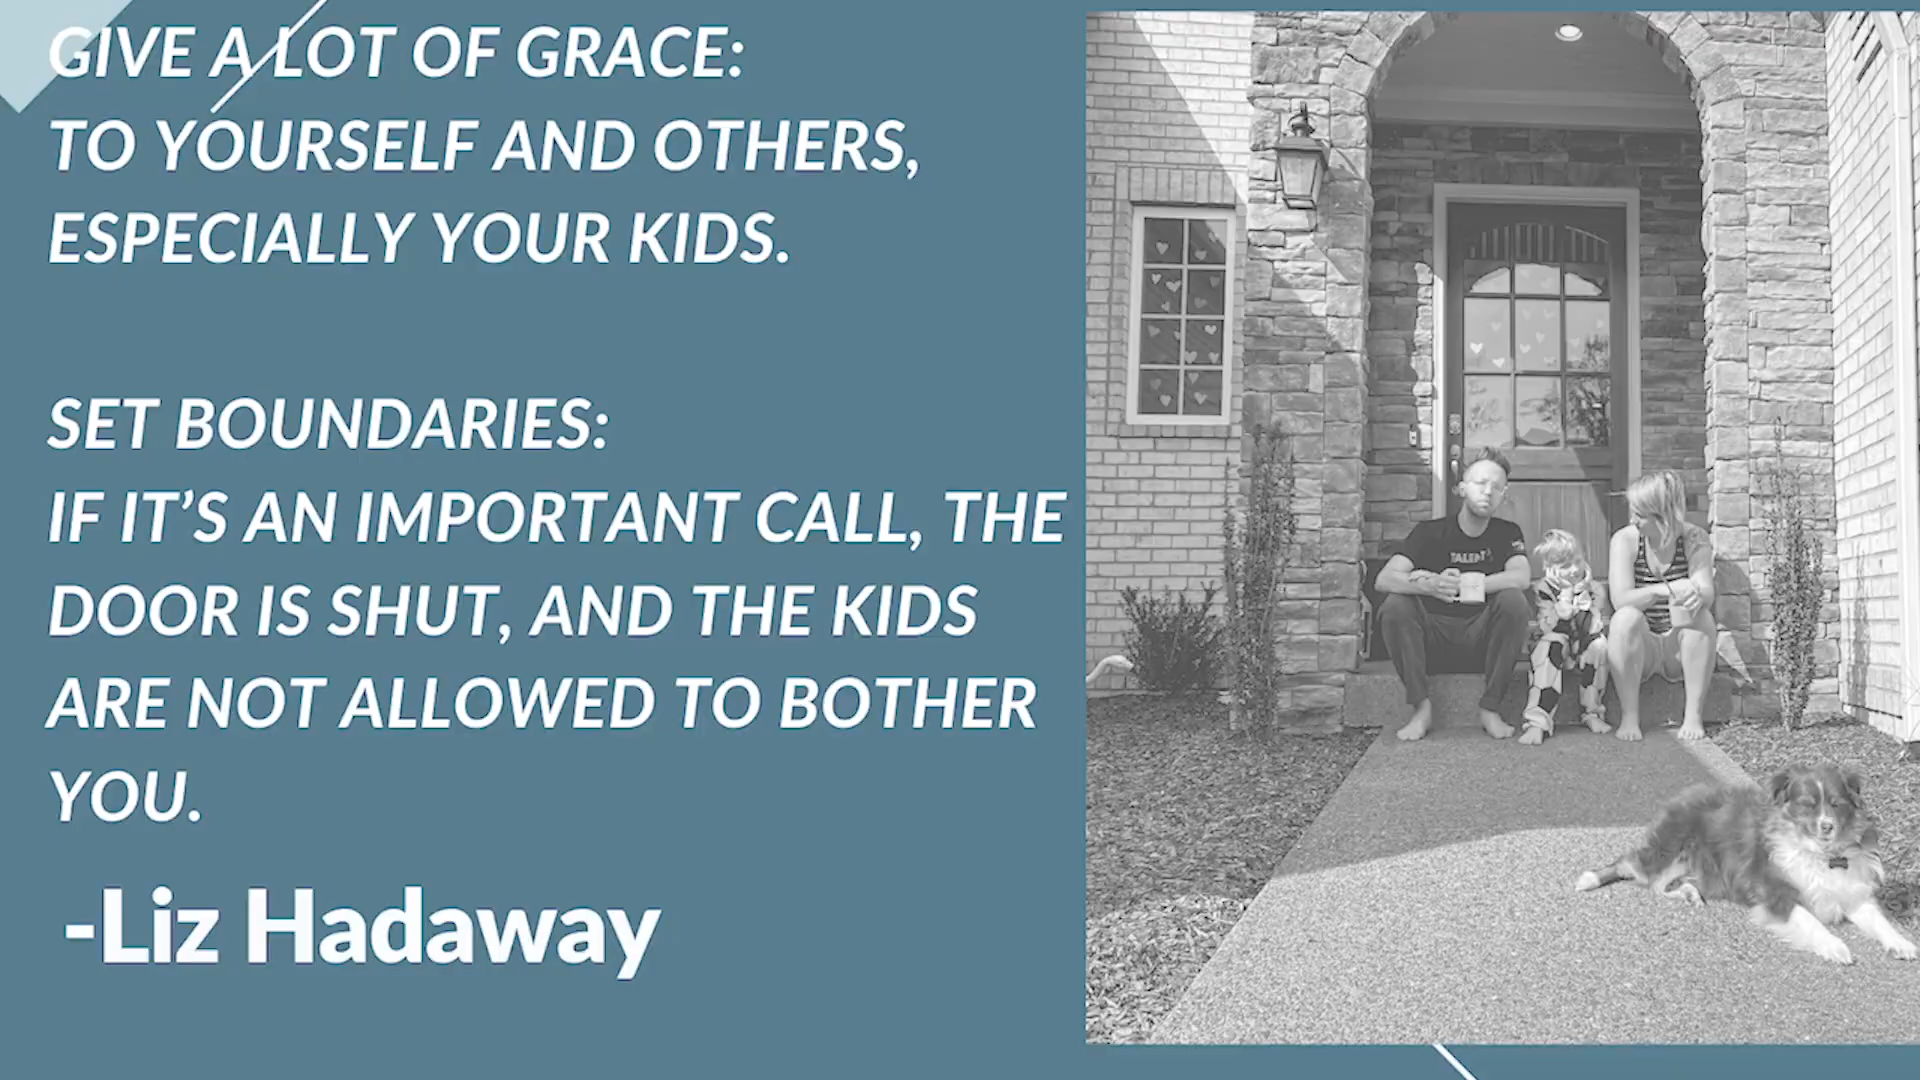 GIVE A LOT OF GRACE:
TO YOURSELF AND OTHERS,
ESPECIALLY YOUR KIDS.
SET BOUNDARIES:
IF IT’S AN IMPORTANT CALL, THE
DOOR IS SHUT, AND THE KIDS
ARE NOT ALLOWED TO BOTHER
YOU.
-Liz Hadaway